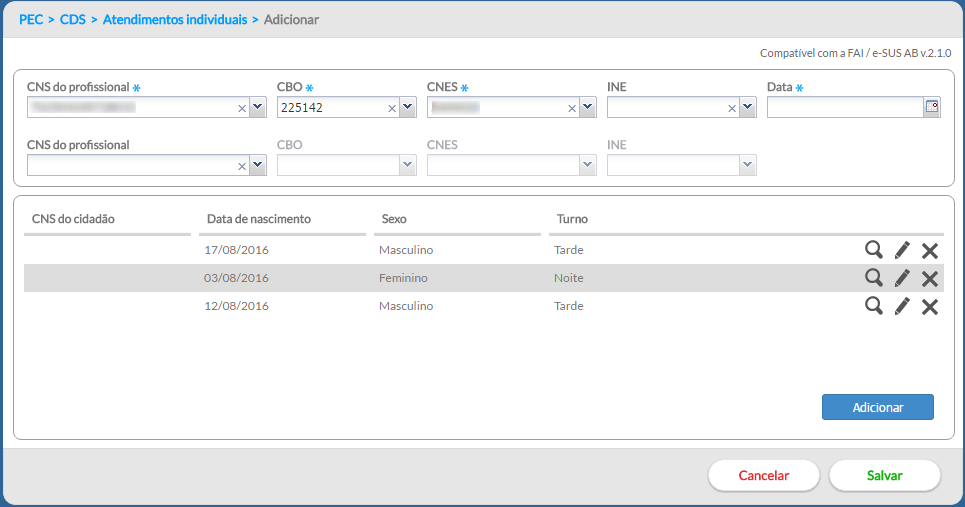 PEC > CDS > Atendimentos individuais > Adicionar
Compatível com a FAI / e-SUS AB v.2.1.0
CNS do profissional * CBO * CNES * INE Data *
225142
CNS do profissional CBO CNES INE
CNS do cidadão Data de nascimento Sexo Turno
17/08/2016 Masculino Tarde
03/08/2016 Feminino Noite
12/08/2016 Masculino Tarde
Adicionar
Cancelar Salvar